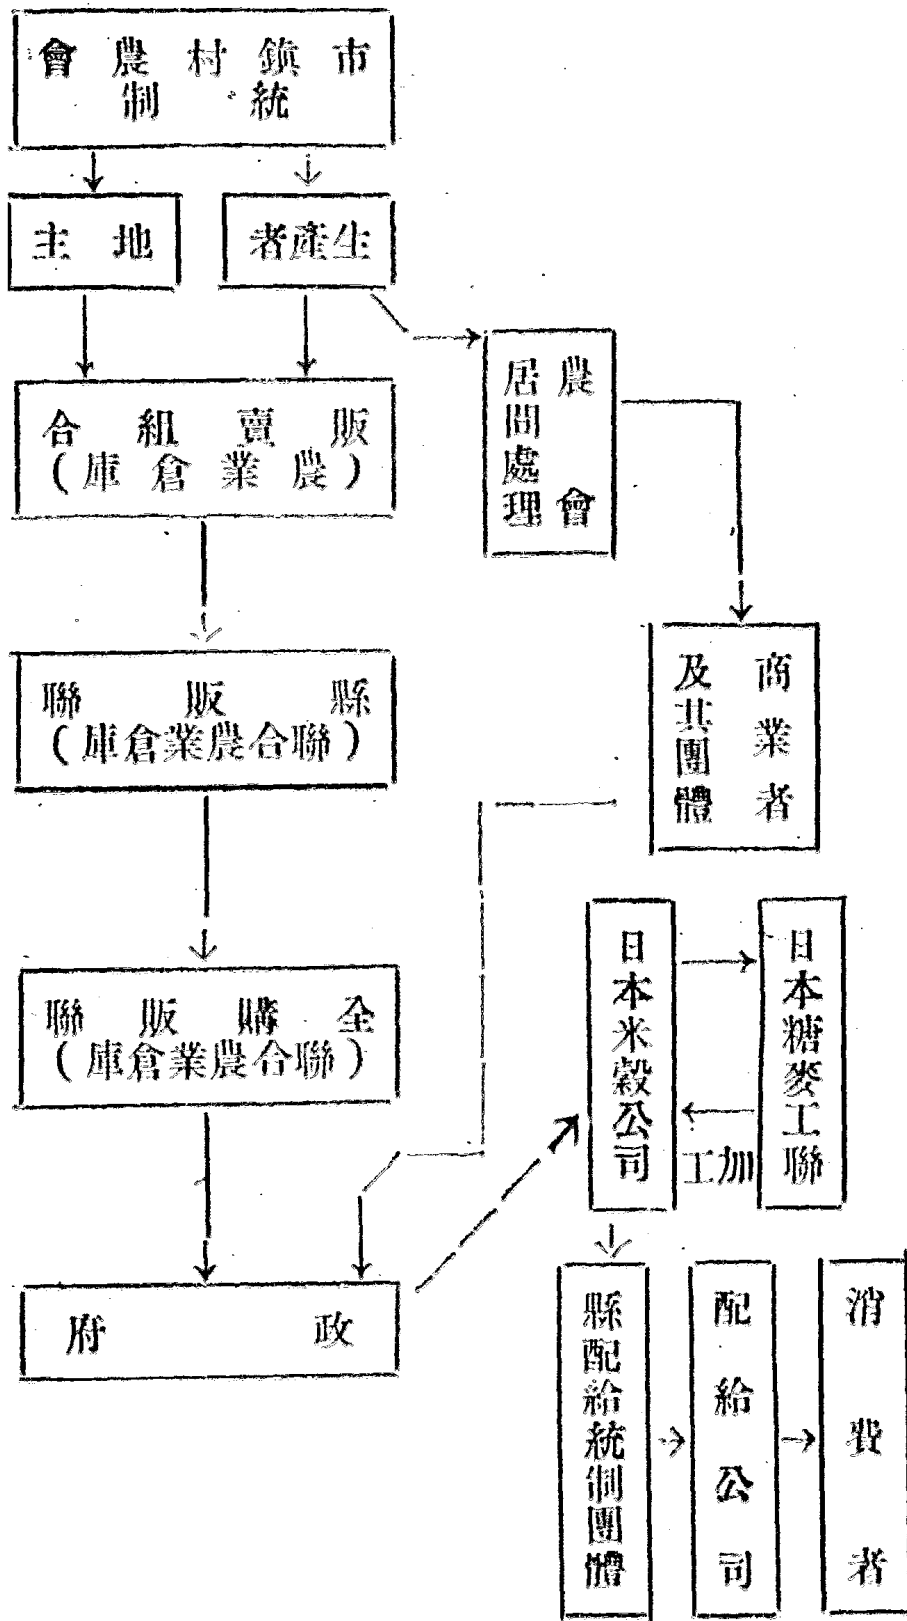 市鎮村農會
統制
地主
生產者
販賣組合
(農業倉庫)
農會
居間處理
縣販聯
(聯合農業倉庫)
商業者
及其團體
全購販聯
(聯合農業倉庫)
日本米穀公司
日本糖麥工聯
加工
政府
縣配給統制團體
配給公司
消費者